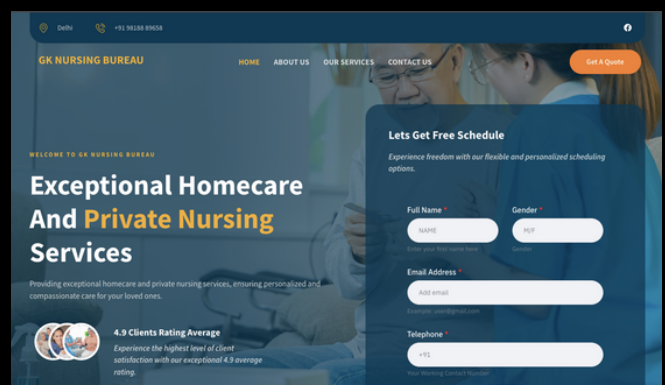 Delhi +91 98188 89658
GK NURSING BUREAU
HOME ABOUT US OUR SERVICES CONTACT US
Get A Quote
WELCOME TO GK NURSING BUREAU
Exceptional Homecare
And Private Nursing
Services
Providing exceptional homecare and private nursing services, ensuring personalized and
compassionate care for your loved ones.
4.9 Clients Rating Average
Experience the highest level of client
satisfaction with our exceptional 4.9 average
rating.
Lets Get Free Schedule
Experience freedom with our flexible and personalized scheduling
options.
Full Name * Gender *
NAME M/F
Enter your first name here Gender
Email Address *
Add email
Example: user@gmail.com
Telephone *
+91
Your Working Contact Number